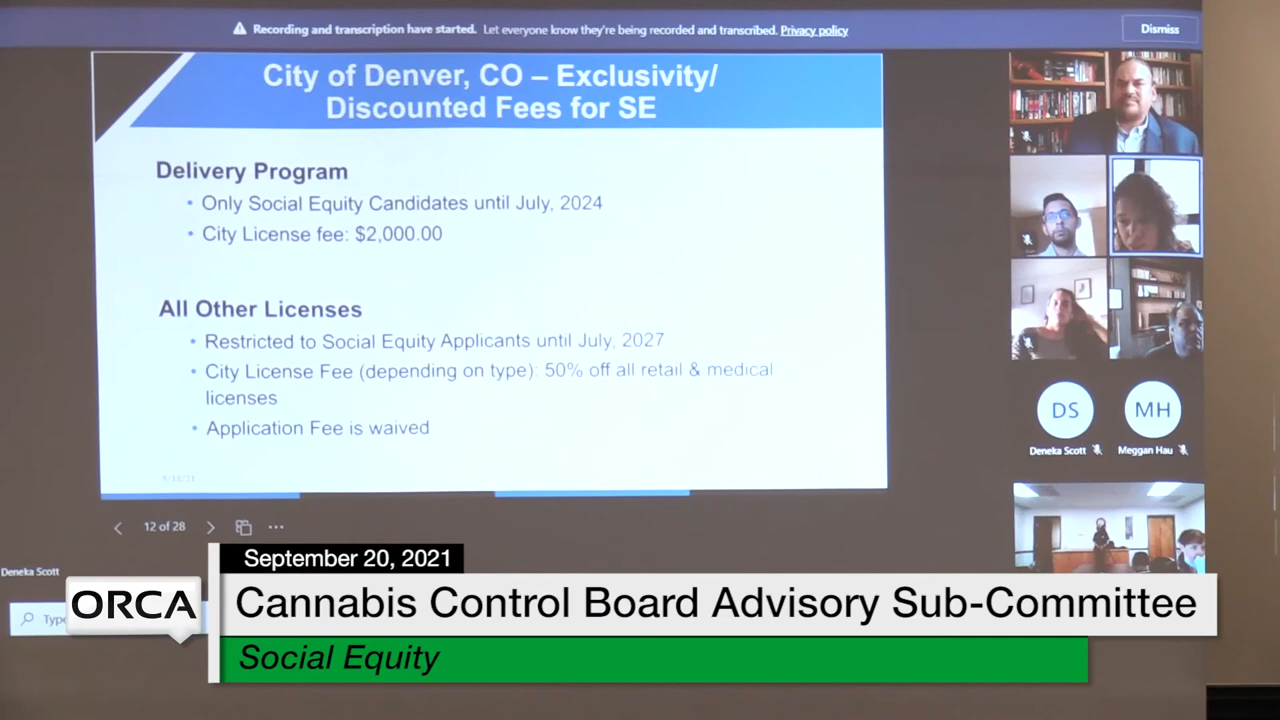 Recording and transcription have started. Let everyone know they're being recorded and transcribed. Privacy policy
Dismiss
City of Denver, CO – Exclusivity/
Discounted Fees for SE
Delivery Program
• Only Social Equity Candidates until July, 2024
• City License fee: $2,000.00
All Other Licenses
• Restricted to Social Equity Applicants until July, 2027
• City License Fee (depending on type): 50% off all retail & medical
licenses
• Application Fee is waived
DS
MH
Deneka Scott
Meggan Hau
12 of 28
Deneka Scott
September 20, 2021
ORCA
Cannabis Control Board Advisory Sub-Committee
Social Equity